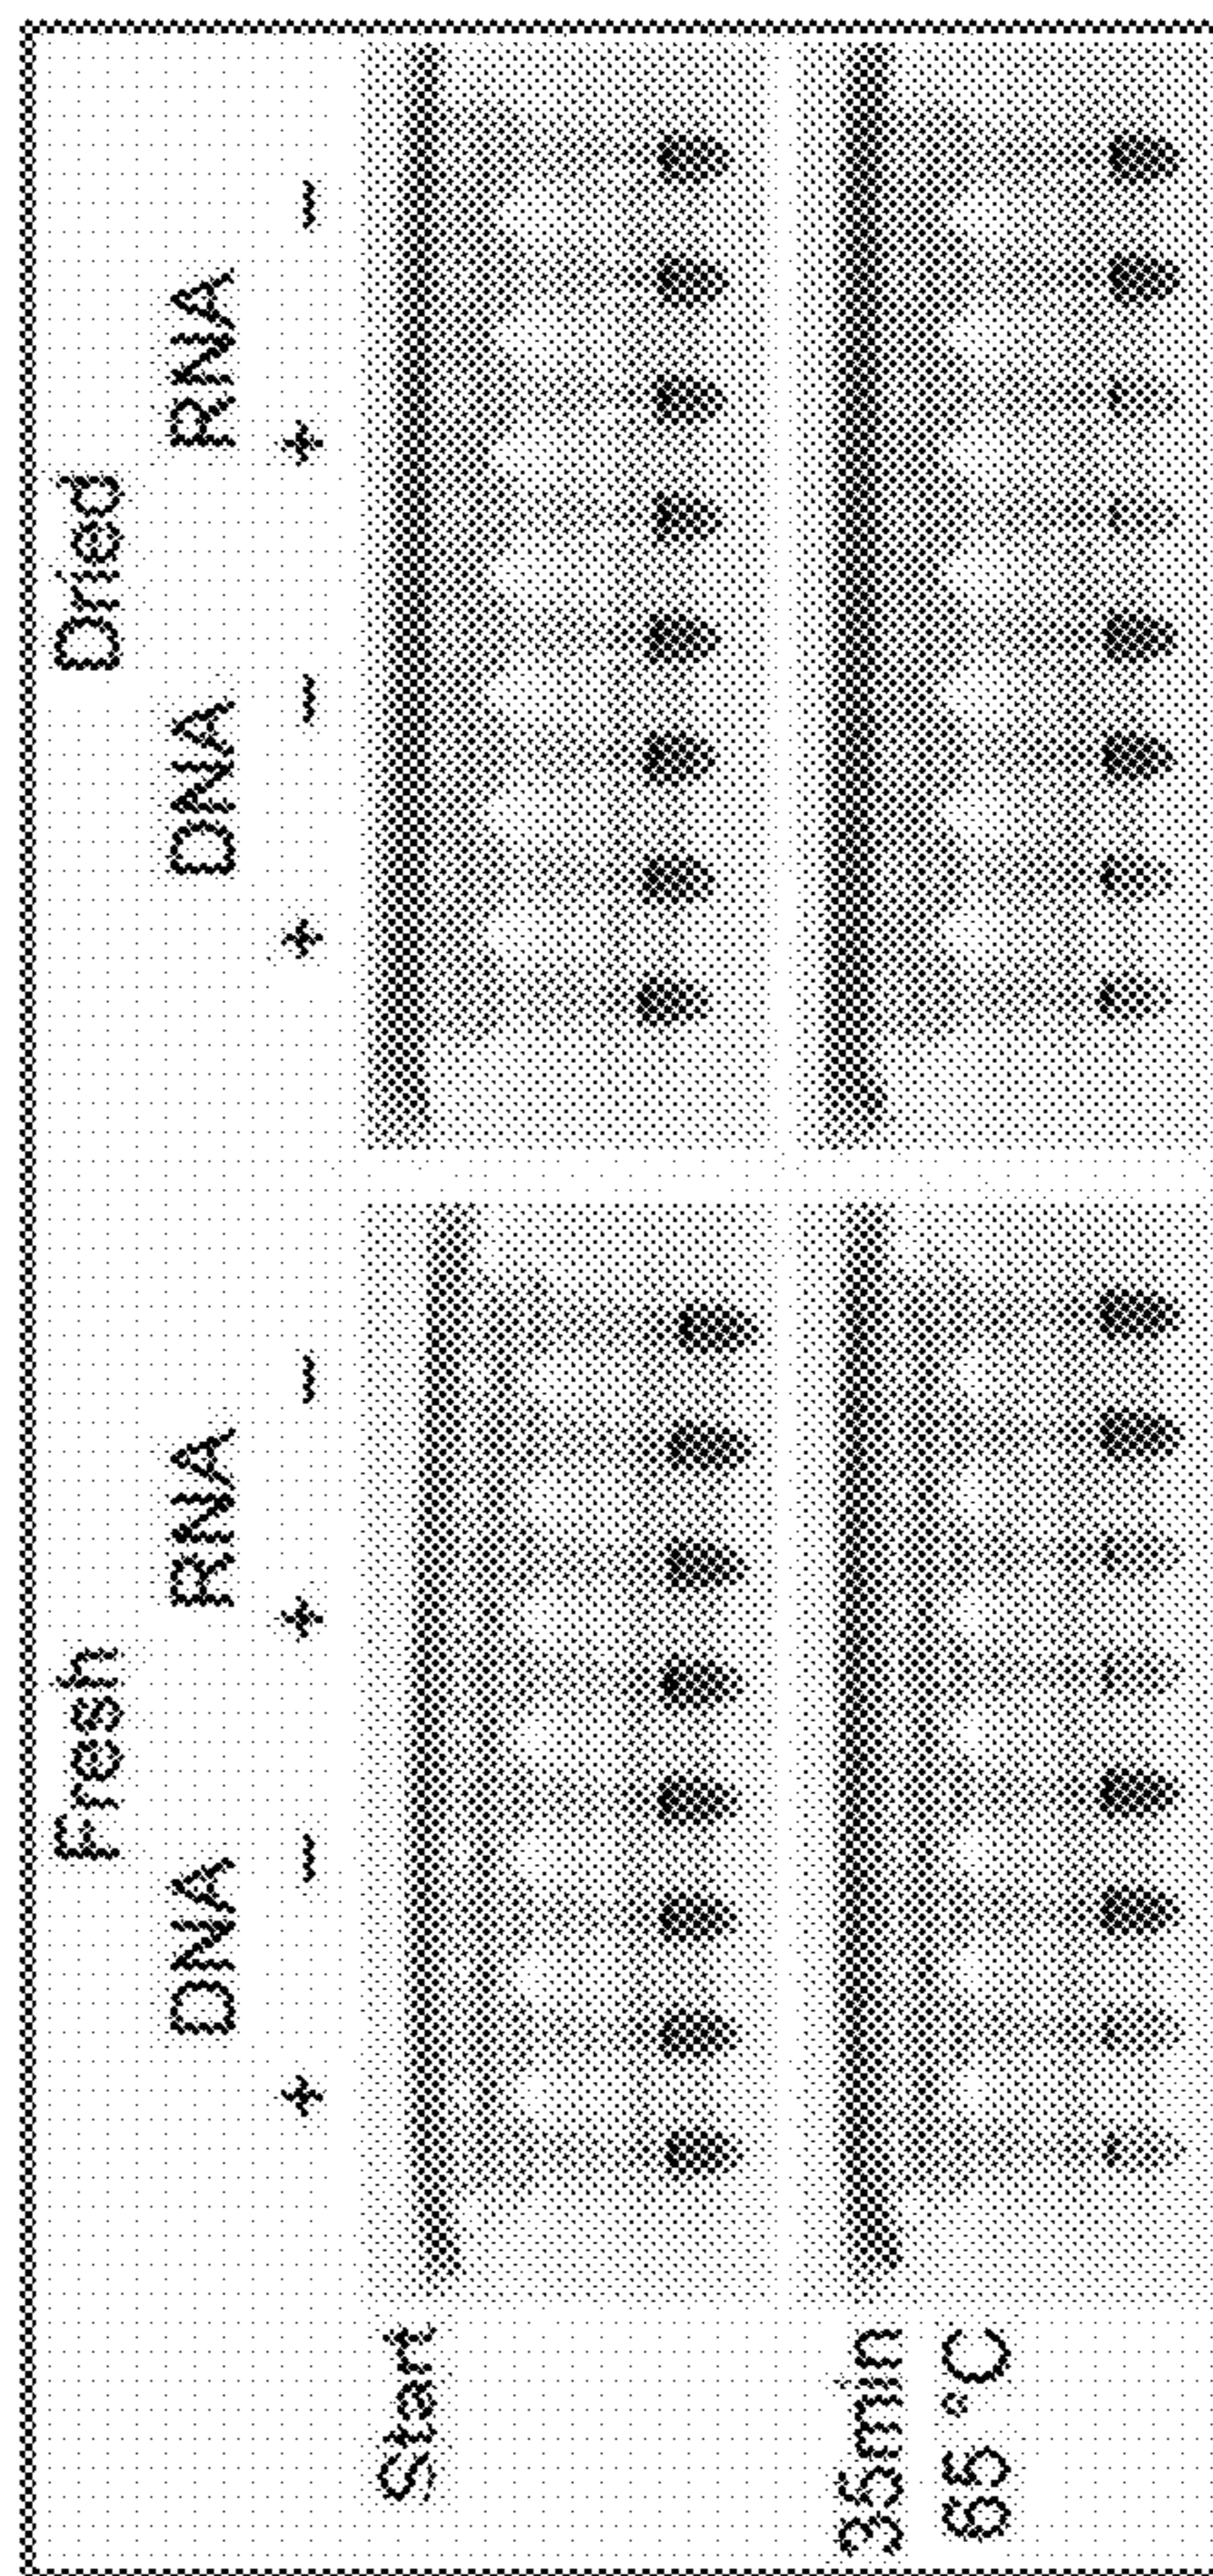 Fresh Dried
DNA RNA DNA RNA
+ - + - + - + -
Start
35min
65 °C